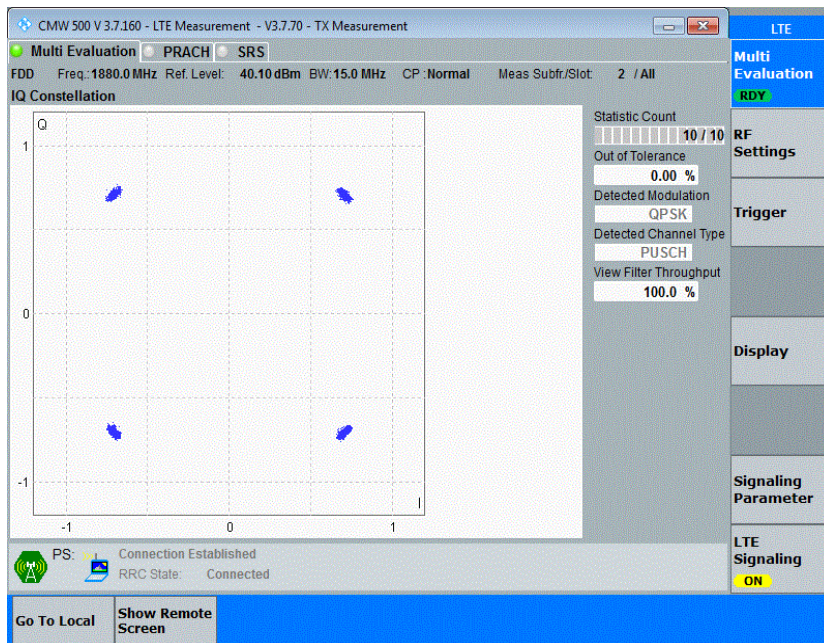 CMW 500 V 3.7.160 - LTE Measurement - V3.7.70 - TX Measurement
Multi Evaluation PRACH SRS
FDD Freq.:1880.0 MHz Ref. Level: 40.10 dBm BW:15.0 MHz CP :Normal Meas Subfr./Slot: 2 / All
IQ Constellation
Q
1
0
-1
I
-1 0 1
Statistic Count
10 / 10
Out of Tolerance
0.00 %
Detected Modulation
QPSK
Detected Channel Type
PUSCH
View Filter Throughput
100.0 %
LTE
Multi
Evaluation
RDY
RF
Settings
Trigger
Display
Signaling
Parameter
LTE
Signaling
ON
PS: Connection Established
RRC State: Connected
Go To Local
Show Remote
Screen